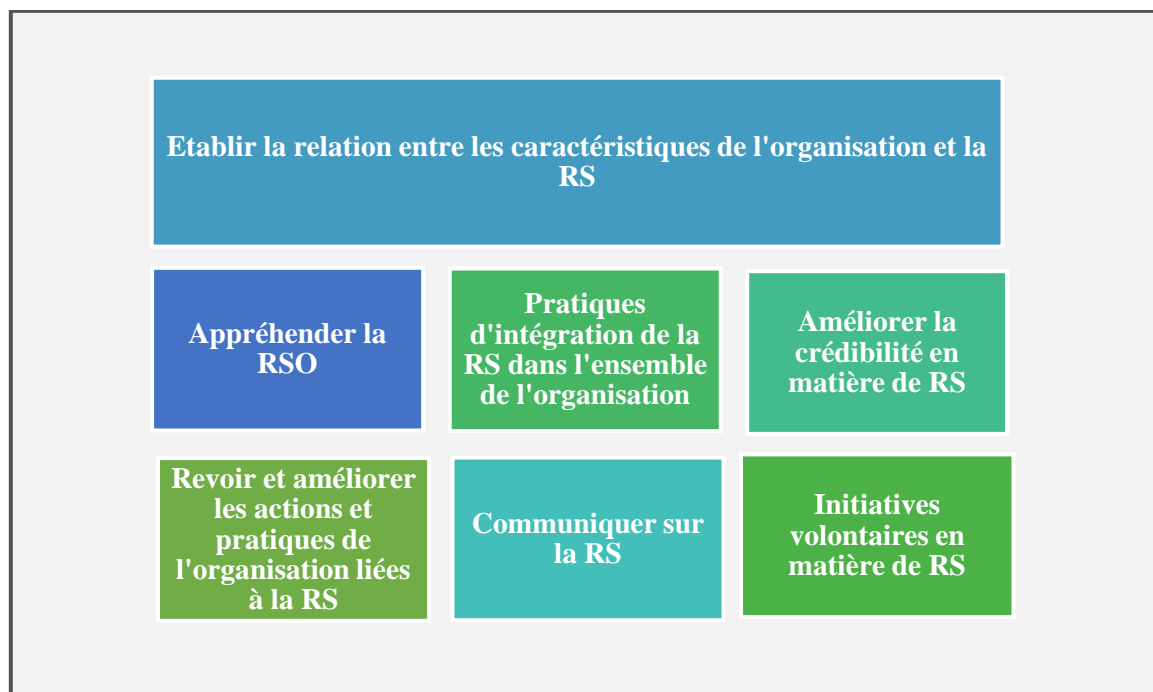 Etablir la relation entre les caractéristiques de l'organisation et la
RS
Appréhender la
RSO
Pratiques
d'intégration de la
RS dans l'ensemble
de l'organisation
Améliorer la
crédibilité en
matière de RS
Revoir et améliorer
les actions et
pratiques de
l'organisation liées
à la RS
Communiquer sur
la RS
Initiatives
volontaires en
matière de RS